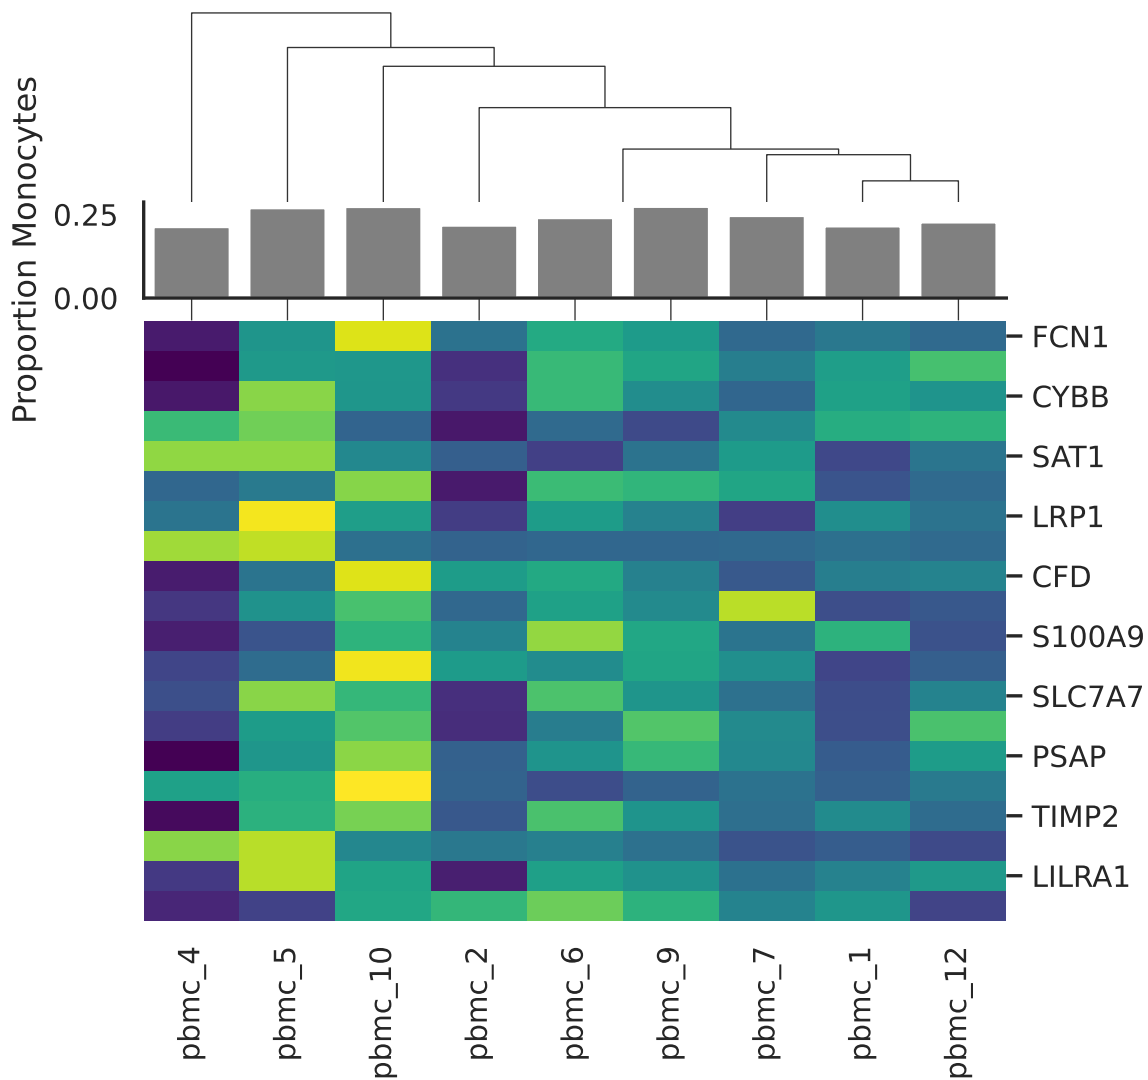 Proportion Monocytes
0.25
0.00
FCN1
CYBB
SAT1
LRP1
CFD
S100A9
SLC7A7
PSAP
TIMP2
LILRA1
pbmc_4
pbmc_5
pbmc_10
pbmc_2
pbmc_6
pbmc_9
pbmc_7
pbmc_1
pbmc_12